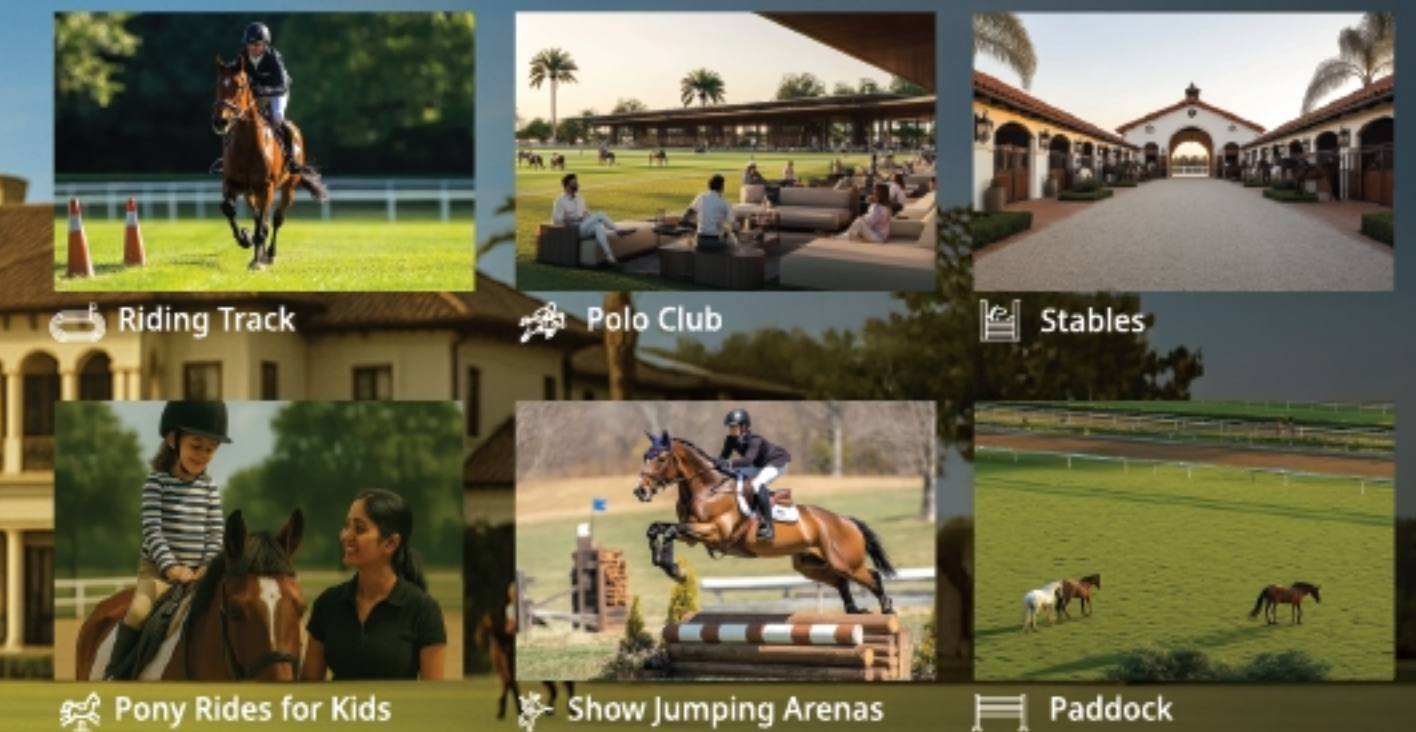 Riding Track
Polo Club
Stables
Pony Rides for Kids
Show Jumping Arenas
Paddock